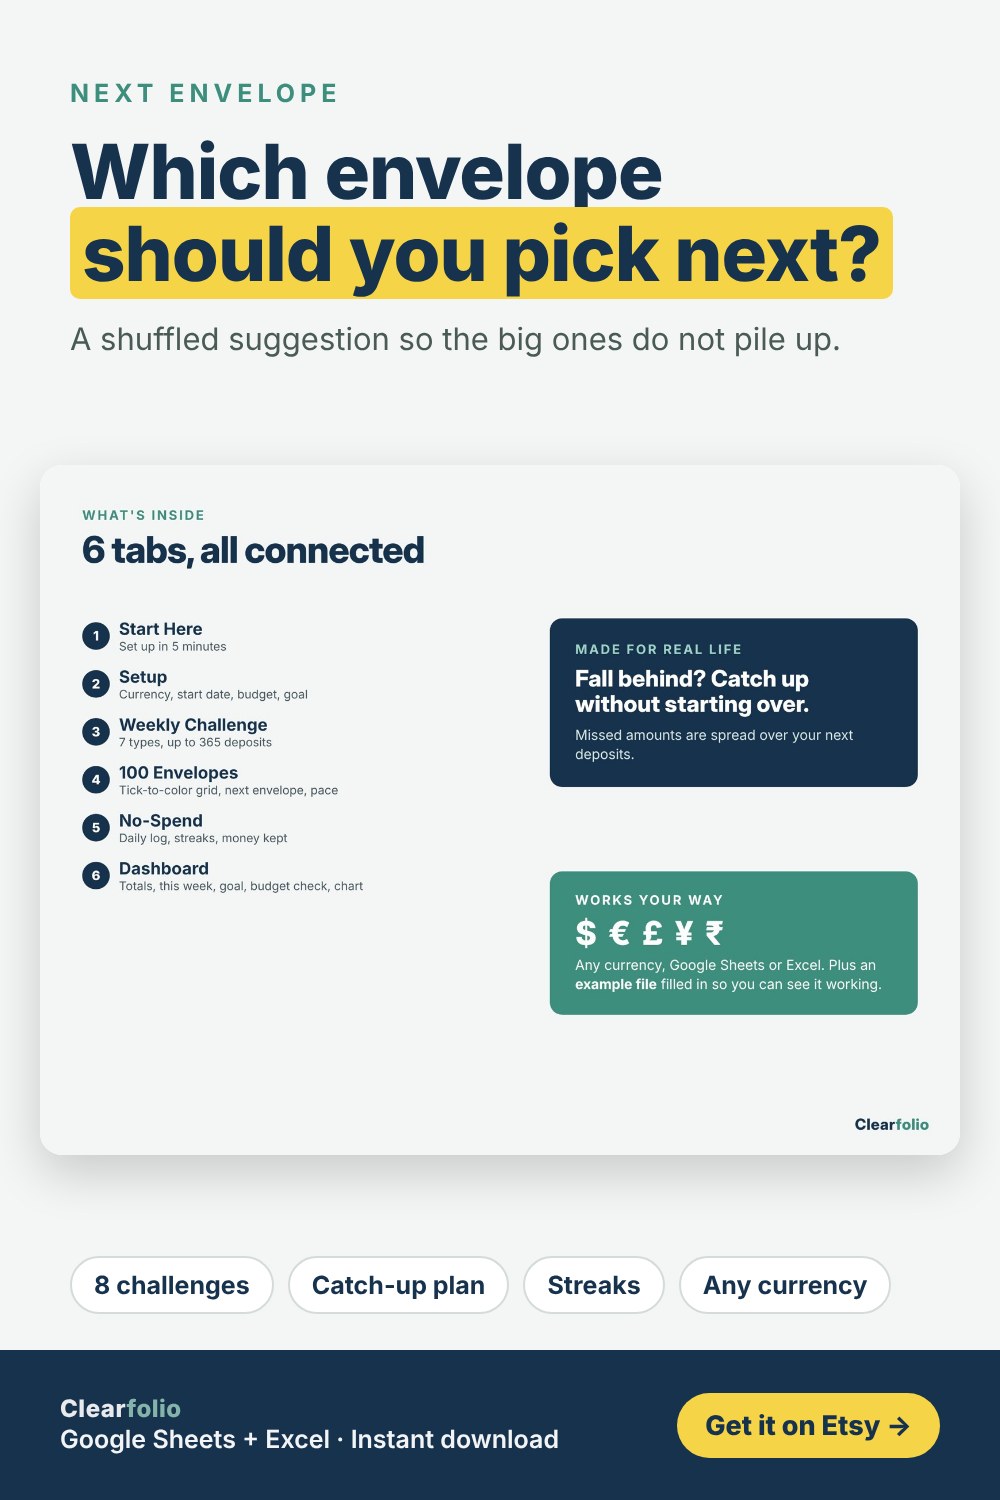 NEXT ENVELOPE
Which envelope
should you pick next?
A shuffled suggestion so the big ones do not pile up.
WHAT'S INSIDE
6 tabs, all connected
1 Start Here
Set up in 5 minutes
2 Setup
Currency, start date, budget, goal
3 Weekly Challenge
7 types, up to 365 deposits
4 100 Envelopes
Tick-to-color grid, next envelope, pace
5 No-Spend
Daily log, streaks, money kept
6 Dashboard
Totals, this week, goal, budget check, chart
MADE FOR REAL LIFE
Fall behind? Catch up
without starting over.
Missed amounts are spread over your next
deposits.
WORKS YOUR WAY
$ € £ ¥ ₹
Any currency, Google Sheets or Excel. Plus an
example file filled in so you can see it working.
Clearfolio
8 challenges
Catch-up plan
Streaks
Any currency
Clearfolio
Google Sheets + Excel · Instant download
Get it on Etsy →